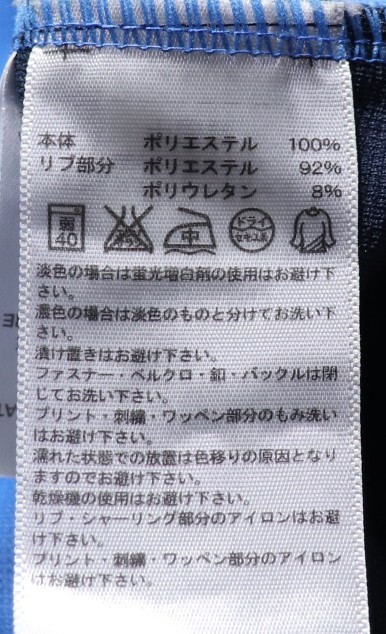 本体 ポリエステル 100%
リブ部分 ポリエステル 92%
ポリウレタン 8%
弱 40 中 ドライ セキユ系
淡色の場合は蛍光増白剤の使用はお避け下
さい。
濃色の場合は淡色のものと分けてお洗い下
さい。
漬け置きはお避け下さい。
ファスナー・ベルクロ・釦・バックルは閉
じてお洗い下さい。
プリント・刺繍・ワッペン部分のもみ洗い
はお避け下さい。
濡れた状態での放置は色移りの原因となり
ますのでお避け下さい。
乾燥機の使用はお避け下さい。
リブ・シャーリング部分のアイロンはお避
け下さい。
プリント・刺繍・ワッペン部分のアイロン
はお避け下さい。